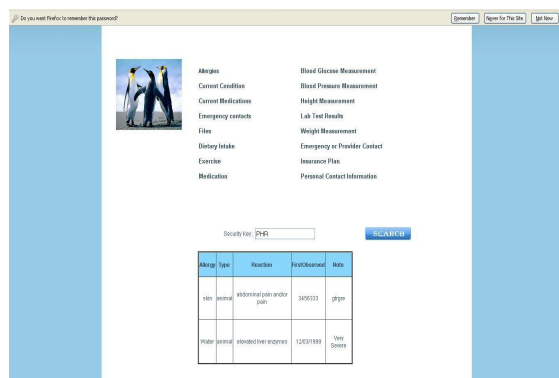 Do you want Firefox to remember this password?
Remember
Never for This Site
Not Now
Allergies
Current Condition
Current Medications
Emergency contacts
Files
Dietary Intake
Exercise
Medication
Blood Glucose Measurement
Blood Pressure Measurement
Height Measurement
Lab Test Results
Weight Measurement
Emergency or Provider Contact
Insurance Plan
Personal Contact Information
Security Key: PHR
SEARCH
Allergy Type Reaction FirstObserved Note
skin animal abdominal pain and/or pain 3456333
Water animal elevated liver enzymes 12/03/1989 Very Severe